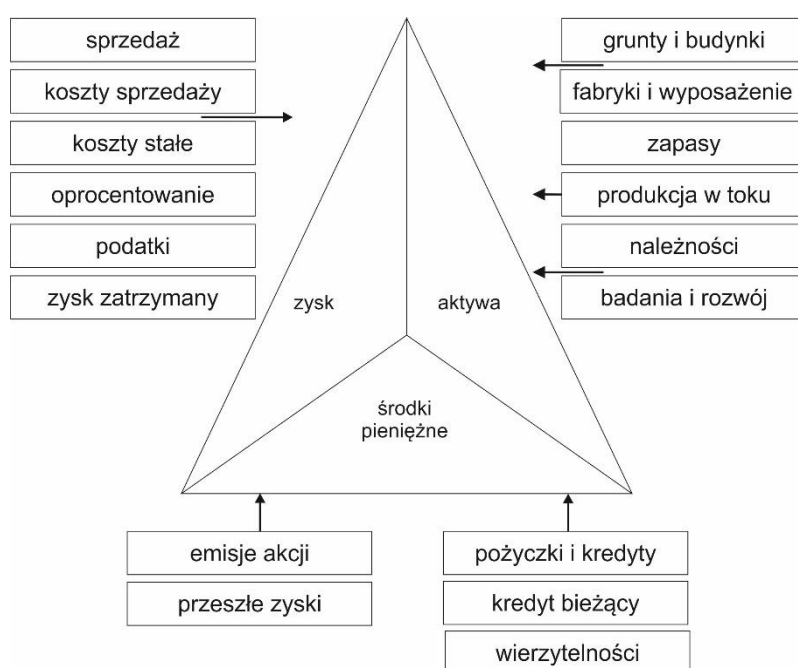 sprzedaż
koszty sprzedaży
koszty stałe
oprocentowanie
podatki
zysk zatrzymany
grunty i budynki
fabryki i wyposażenie
zapasy
produkcja w toku
należności
badania i rozwój
zysk
aktywa
środki
pieniężne
emisje akcji
przeszłe zyski
pożyczki i kredyty
kredyt bieżący
wierzytelności